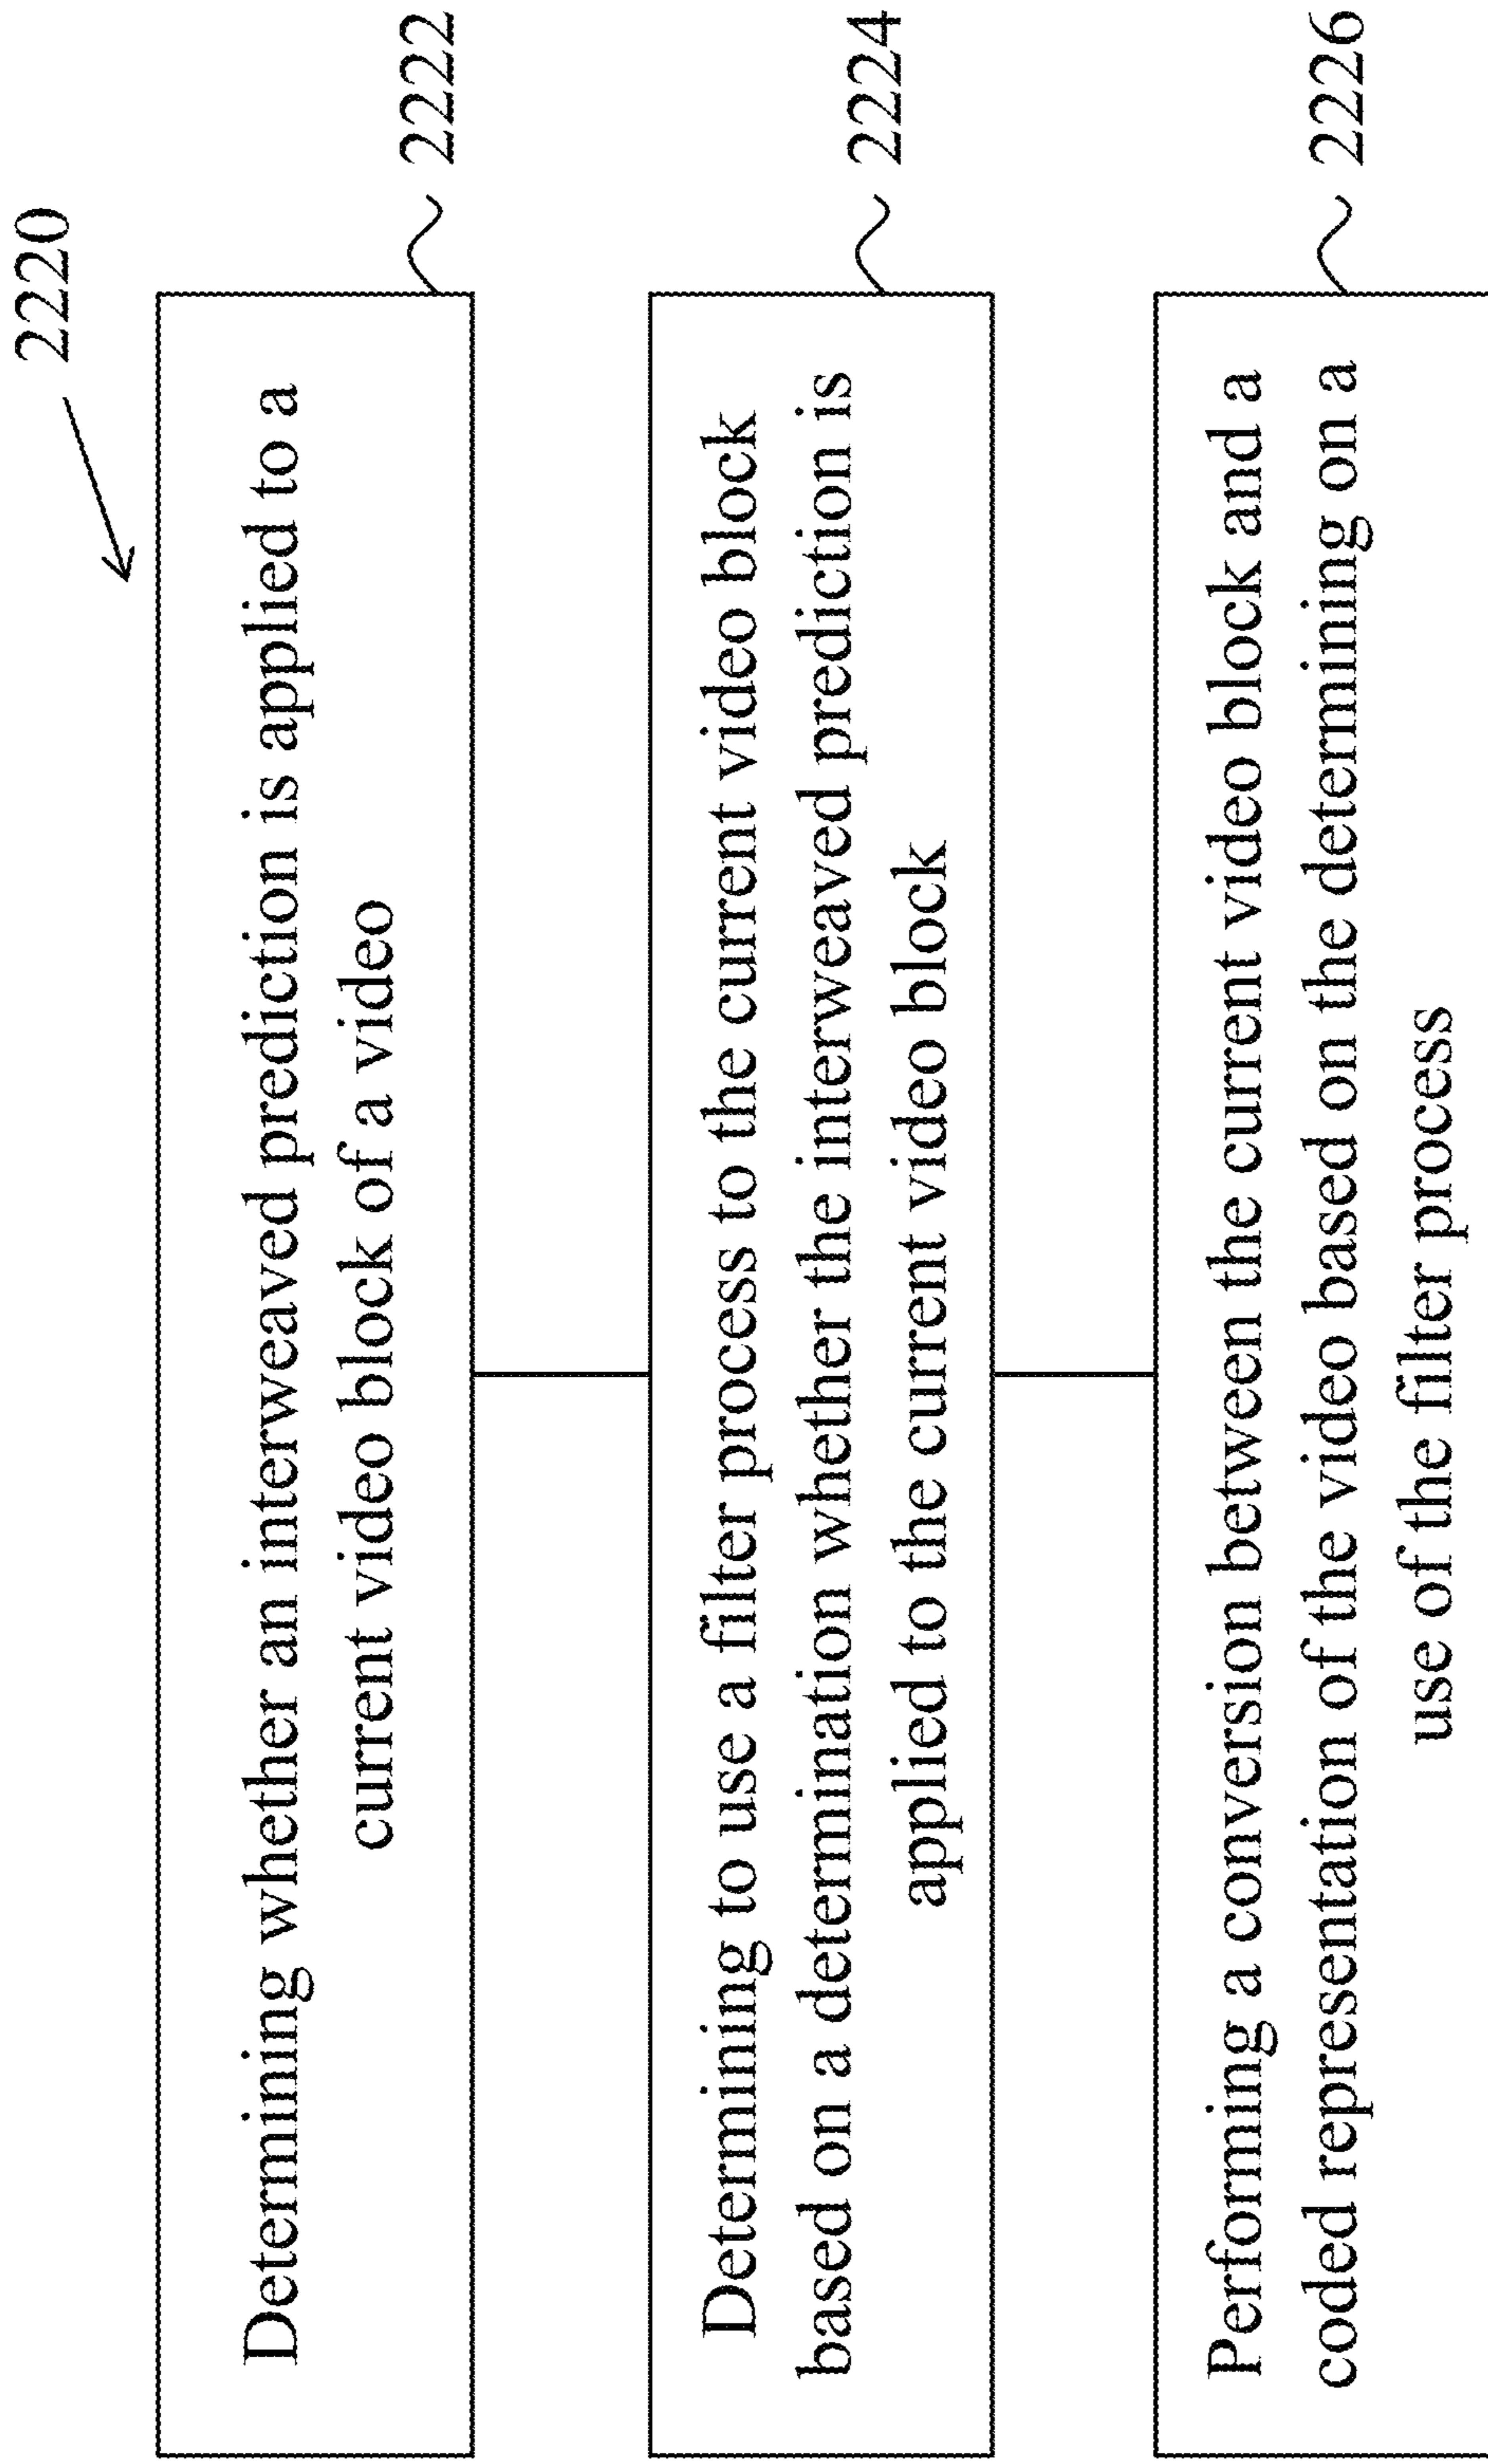 2220
Determining whether an interweaved prediction is applied to a
current video block of a video
2222
Determining to use a filter process to the current video block
based on a determination whether the interweaved prediction is
applied to the current video block
2224
Performing a conversion between the current video block and a
coded representation of the video based on the determining on a
use of the filter process
2226